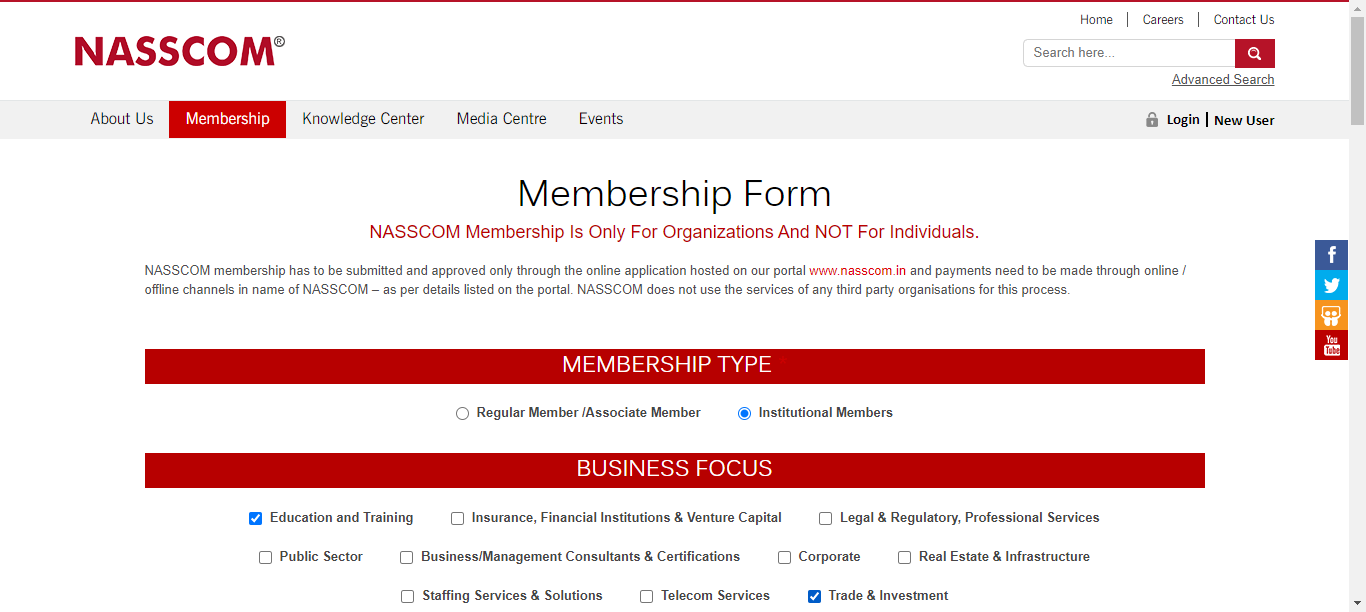 Home | Careers | Contact Us
NASSCOM®
Search here...
Advanced Search
About Us Membership Knowledge Center Media Centre Events Login | New User
Membership Form
NASSCOM Membership Is Only For Organizations And NOT For Individuals.
NASSCOM membership has to be submitted and approved only through the online application hosted on our portal www.nasscom.in and payments need to be made through online /
offline channels in name of NASSCOM – as per details listed on the portal. NASSCOM does not use the services of any third party organisations for this process.
You
Tube
MEMBERSHIP TYPE
Regular Member /Associate Member Institutional Members
BUSINESS FOCUS
Education and Training Insurance, Financial Institutions & Venture Capital Legal & Regulatory, Professional Services
Public Sector Business/Management Consultants & Certifications Corporate Real Estate & Infrastructure
Staffing Services & Solutions Telecom Services Trade & Investment